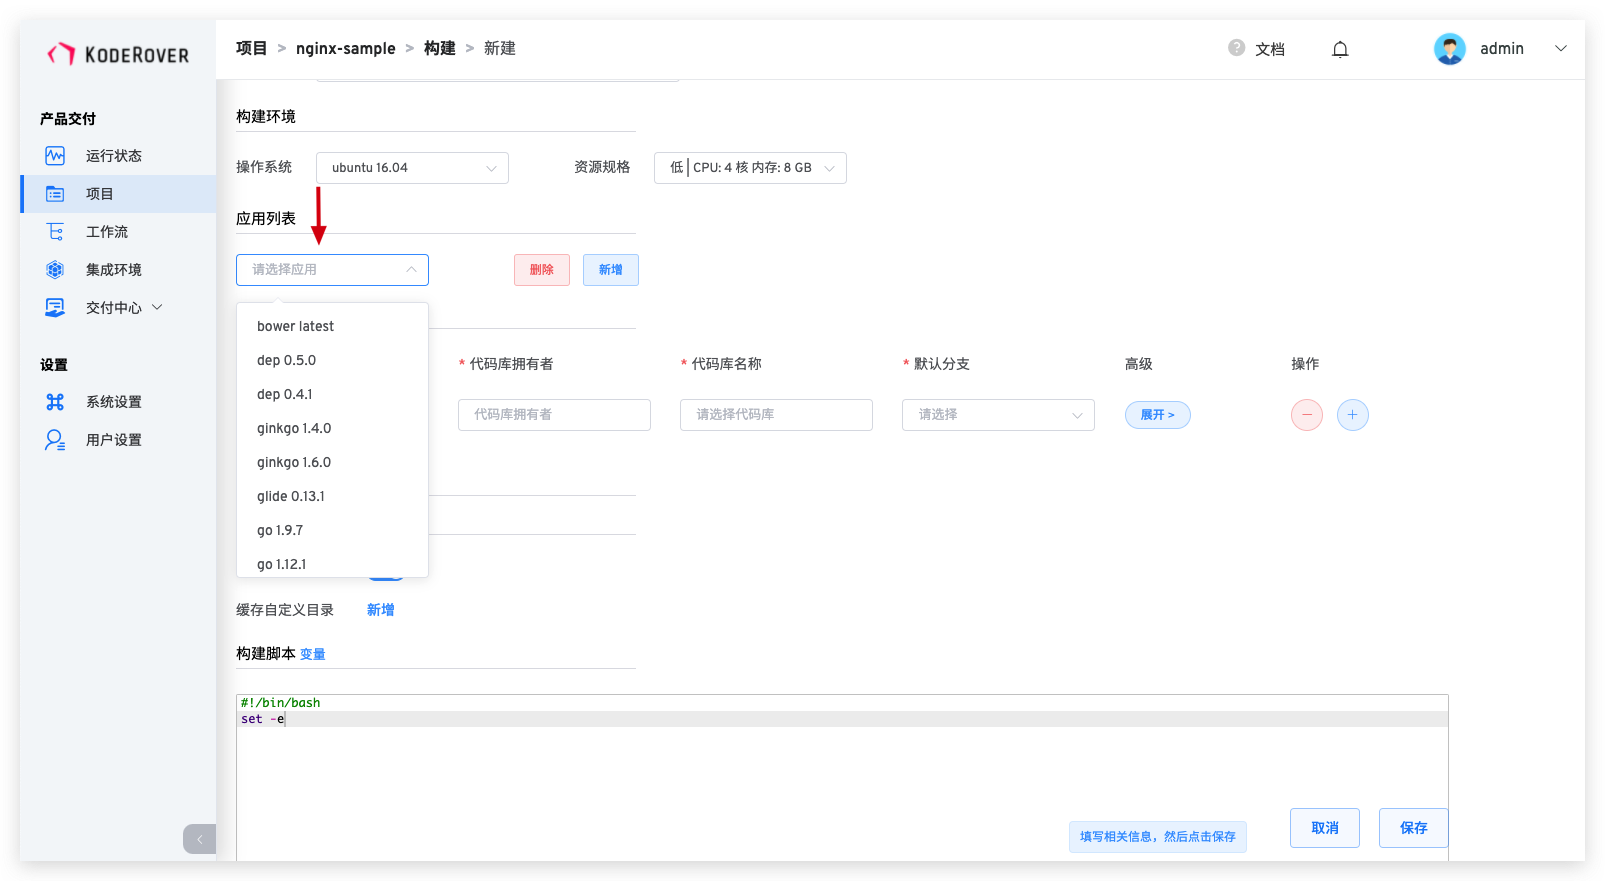 KODEROVER
项目 > nginx-sample > 构建 > 新建
? 文档
admin
产品交付
运行状态
项目
工作流
集成环境
交付中心
设置
系统设置
用户设置
构建环境
操作系统 ubuntu 16.04 资源规格 低 | CPU: 4 核 内存: 8 GB
应用列表
请选择应用 删除 新增
bower latest
dep 0.5.0
dep 0.4.1
ginkgo 1.4.0
ginkgo 1.6.0
glide 0.13.1
go 1.9.7
go 1.12.1
* 代码库拥有者 * 代码库名称 * 默认分支 高级 操作
代码库拥有者 请选择代码库 请选择 展开 > − +
缓存自定义目录 新增
构建脚本 变量
#!/bin/bash
set -e
填写相关信息，然后点击保存 取消 保存